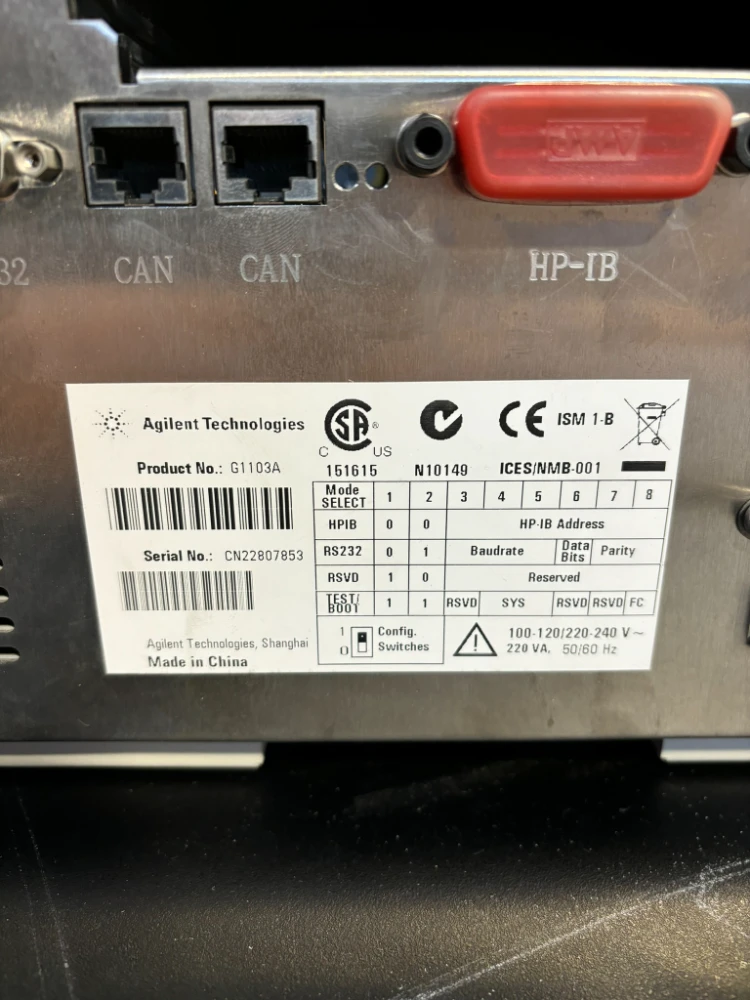 32
CAN
CAN
HP-IB
Agilent Technologies
Product No.: G1103A
Serial No.: CN22807853
Agilent Technologies, Shanghai
Made in China
SA
C US
®
CE
ISM 1-B
151615
N10149
ICES/NMB-001
Mode SELECT 1 2 3 4 5 6 7 8
HPIB 0 0 HP-IB Address
RS232 0 1 Baudrate Data Bits Parity
RSVD 1 0 Reserved
TEST/BOOT 1 1 RSVD SYS RSVD RSVD FC
1
0
Config.
Switches
100-120/220-240 V ~
220 VA, 50/60 Hz